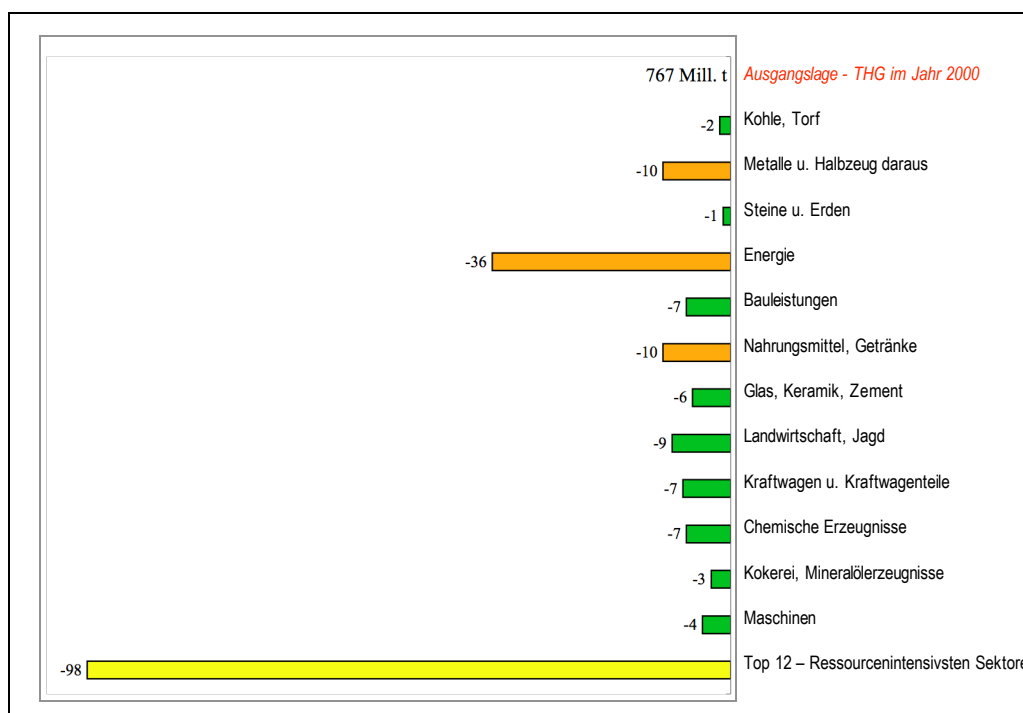 767 Mill. t Ausgangslage - THG im Jahr 2000
-2 Kohle, Torf
-10 Metalle u. Halbzeug daraus
-1 Steine u. Erden
-36 Energie
-7 Bauleistungen
-10 Nahrungsmittel, Getränke
-6 Glas, Keramik, Zement
-9 Landwirtschaft, Jagd
-7 Kraftwagen u. Kraftwagenteile
-7 Chemische Erzeugnisse
-3 Kokerei, Mineralölerzeugnisse
-4 Maschinen
-98 Top 12 – Ressourcenintensivsten Sektore